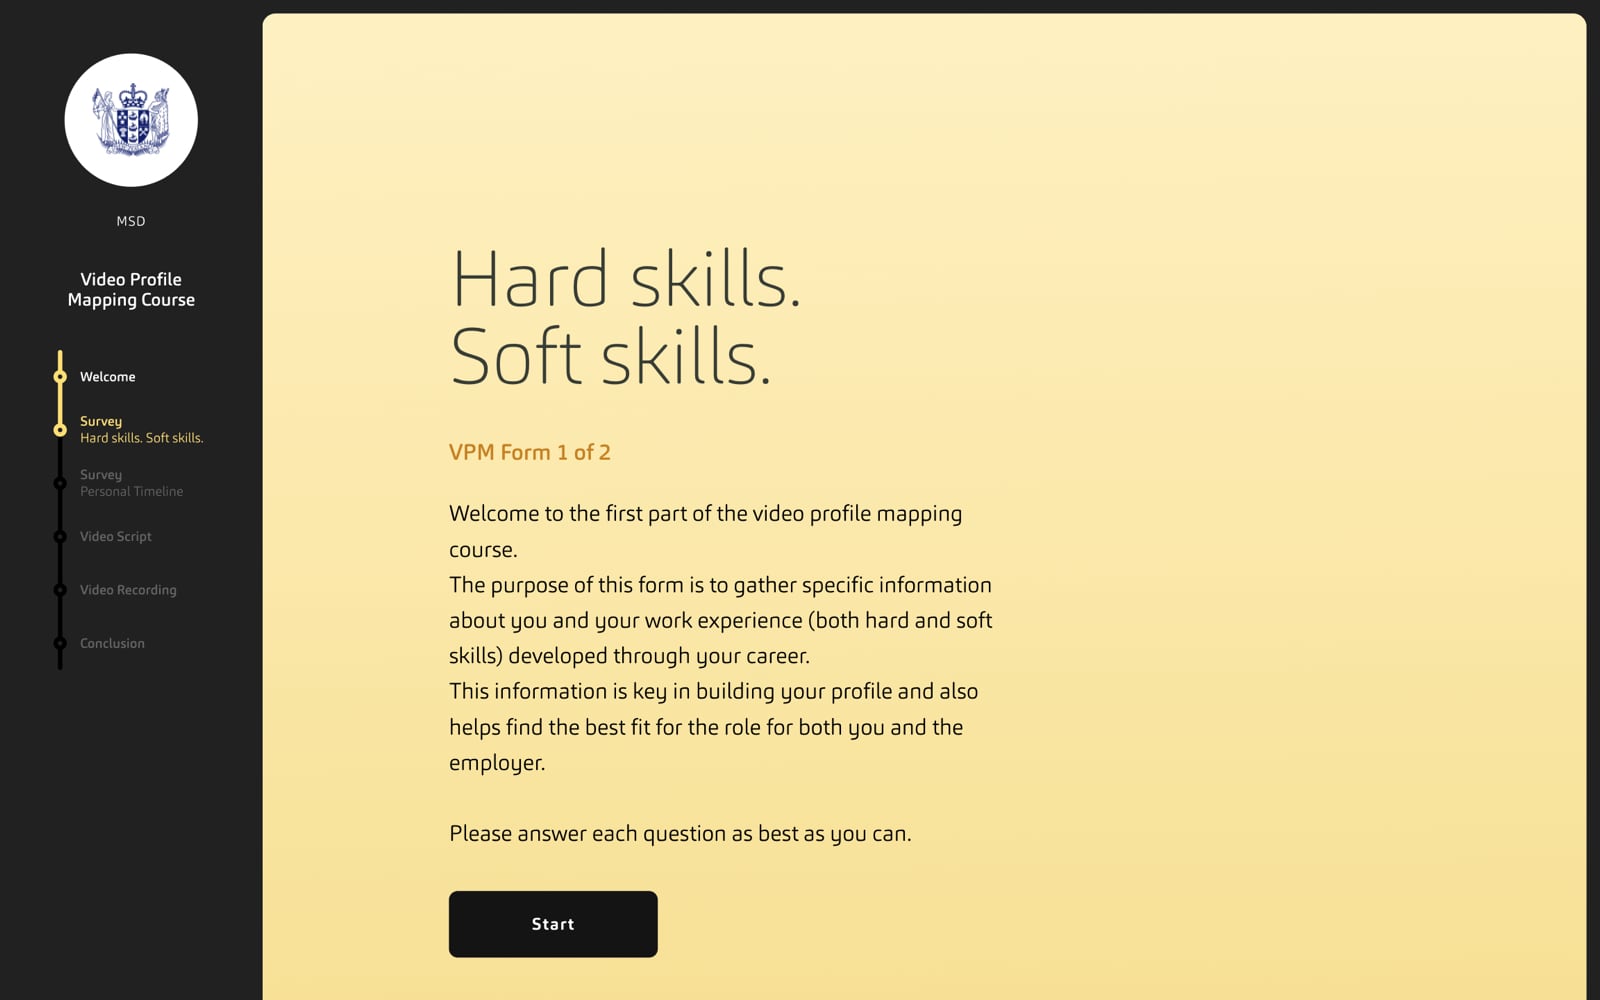 MSD
Video Profile
Mapping Course
Welcome
Survey
Hard skills. Soft skills.
Survey
Personal Timeline
Video Script
Video Recording
Conclusion
Hard skills.
Soft skills.
VPM Form 1 of 2
Welcome to the first part of the video profile mapping
course.
The purpose of this form is to gather specific information
about you and your work experience (both hard and soft
skills) developed through your career.
This information is key in building your profile and also
helps find the best fit for the role for both you and the
employer.
Please answer each question as best as you can.
Start